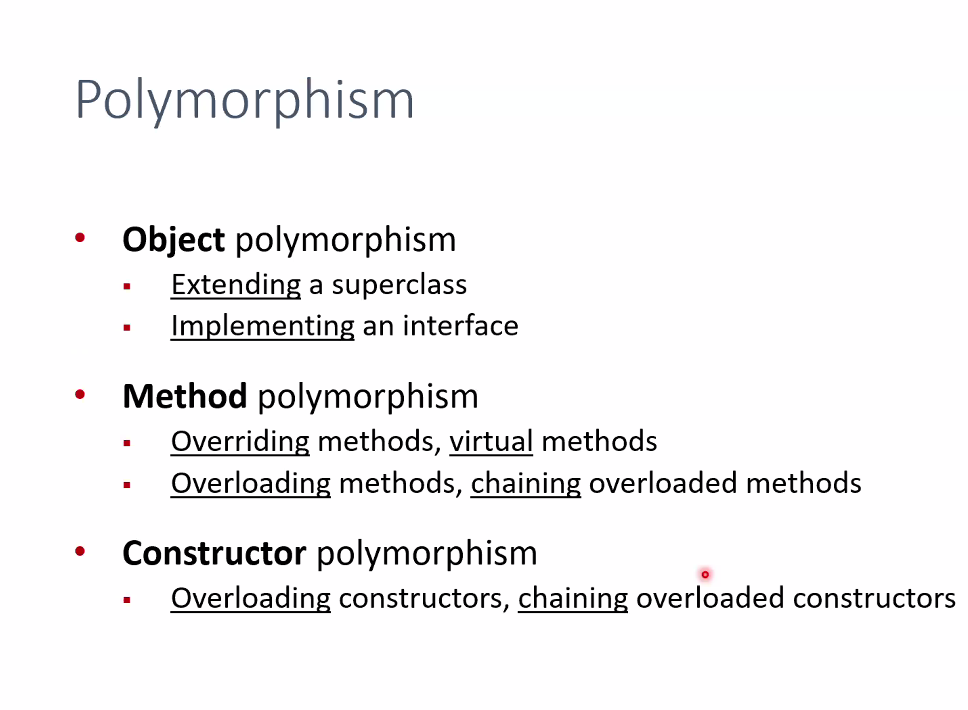 Polymorphism
• Object polymorphism
▪ Extending a superclass
▪ Implementing an interface
• Method polymorphism
▪ Overriding methods, virtual methods
▪ Overloading methods, chaining overloaded methods
• Constructor polymorphism
▪ Overloading constructors, chaining overloaded constructors